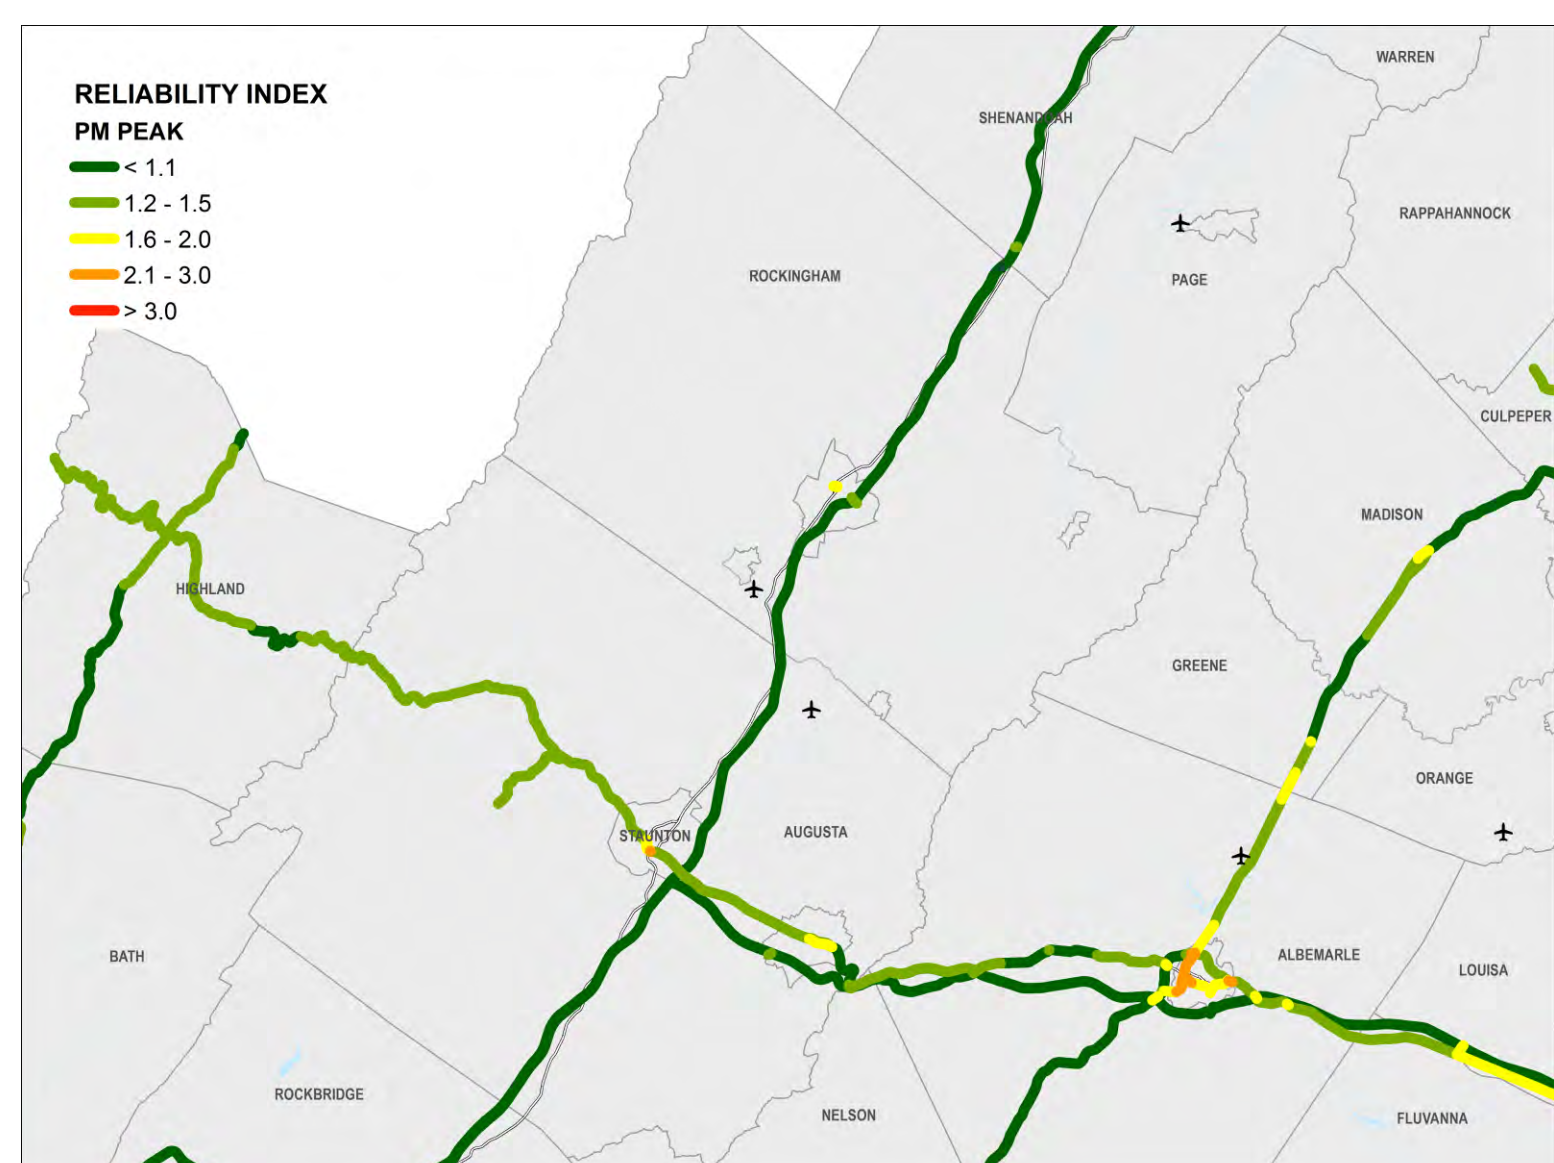 RELIABILITY INDEX
PM PEAK
< 1.1
1.2 - 1.5
1.6 - 2.0
2.1 - 3.0
> 3.0
WARREN
SHENANDOAH
RAPPAHANNOCK
ROCKINGHAM
PAGE
CULPEPER
MADISON
HIGHLAND
GREENE
ORANGE
STAUNTON
AUGUSTA
BATH
ALBEMARLE
LOUISA
ROCKBRIDGE
NELSON
FLUVANNA